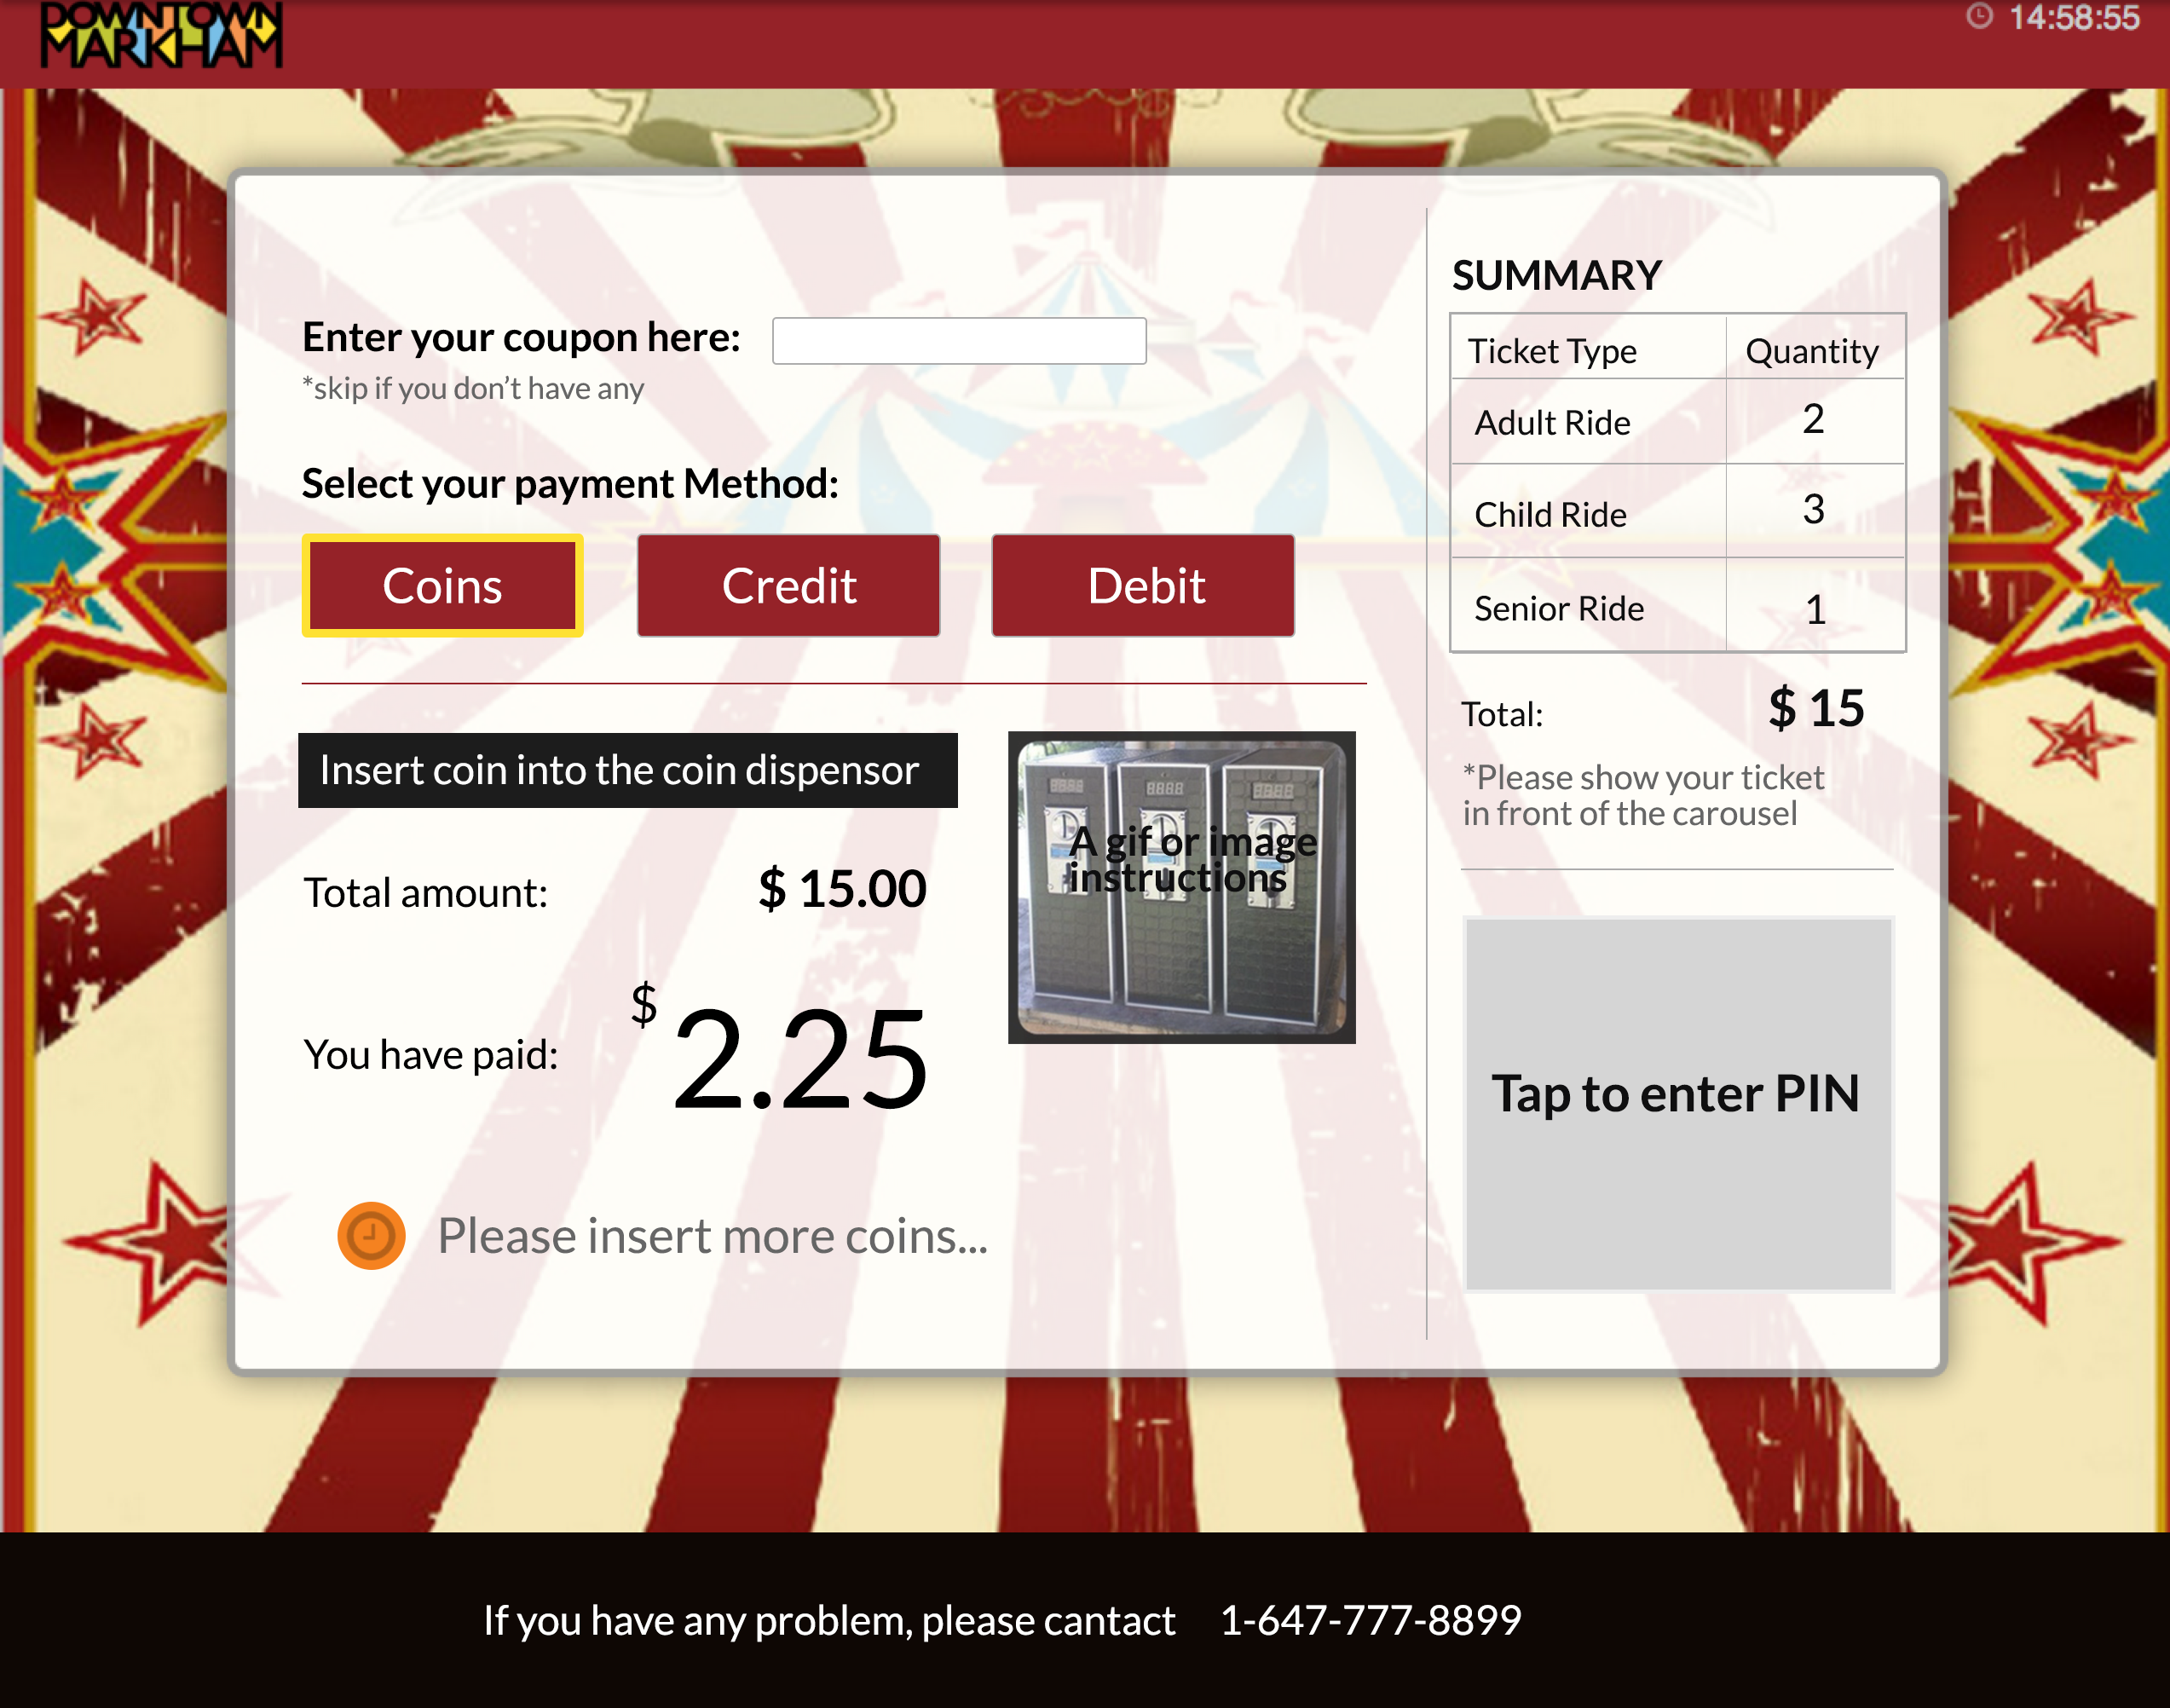 DOWNTOWN
MARKHAM
14:58:55
Enter your coupon here:
*skip if you don't have any
Select your payment Method:
Coins
Credit
Debit
Insert coin into the coin dispensor
Total amount:
$ 15.00
You have paid:
$ 2.25
Please insert more coins...
A gif or image
instructions
SUMMARY
Ticket Type Quantity
Adult Ride 2
Child Ride 3
Senior Ride 1
Total: $ 15
*Please show your ticket
in front of the carousel
Tap to enter PIN
If you have any problem, please cantact 1-647-777-8899